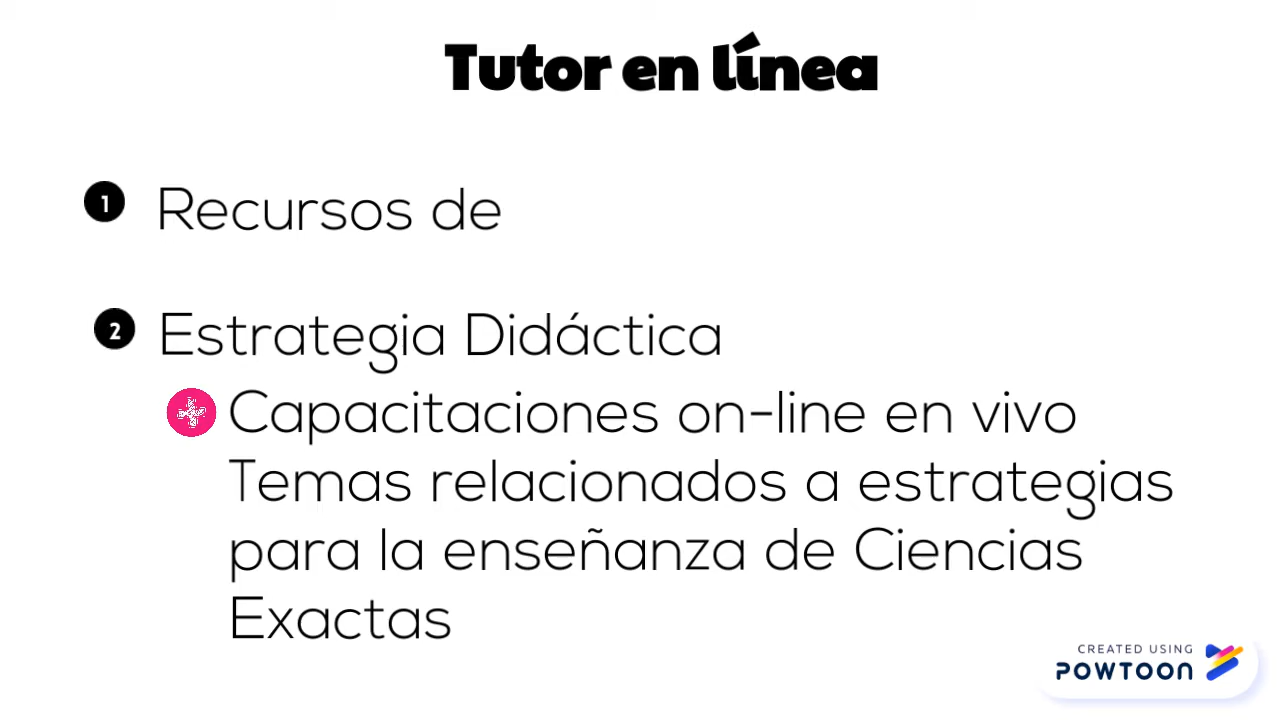 Tutor en línea
1 Recursos de
2 Estrategia Didáctica
Capacitaciones on-line en vivo
Temas relacionados a estrategias
para la enseñanza de Ciencias
Exactas
CREATED USING
POWTOON